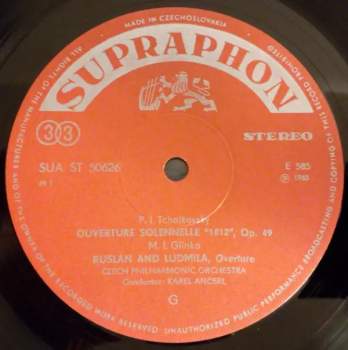 MADE IN CZECHOSLOVAKIA
SUPRAPHON
33
STEREO
SUA ST 50626
E 585
P. I. Tchaikovsky
OUVERTURE SOLENNELLE "1812", Op. 49
M. I. Glinka
RUSLAN AND LUDMILA, Overture
CZECH PHILHARMONIC ORCHESTRA
Conductor: KAREL ANČERL
G
ALL RIGHTS OF THE MANUFACTURERS AND OF THE OWNER OF THE RECORDED WORK RESERVED UNAUTHORIZED PUBLIC PERFORMANCE BROADCASTING AND COPYING OF THIS RECORD PROHIBITED